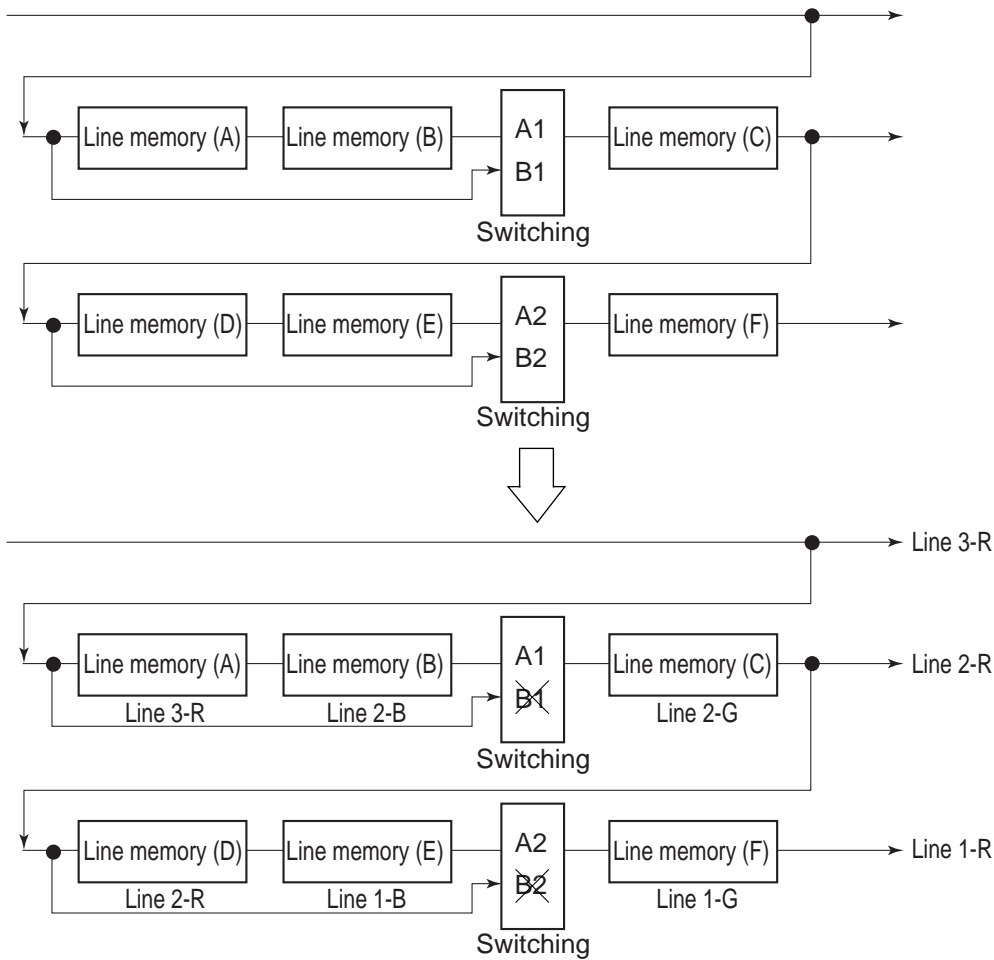 Line memory (A) Line memory (B) A1 Line memory (C)
B1
Switching
Line memory (D) Line memory (E) A2 Line memory (F)
B2
Switching
Line 3-R
Line memory (A) Line memory (B) A1 Line memory (C) Line 2-R
B1
Line 3-R Line 2-B Line 2-G
Switching
Line memory (D) Line memory (E) A2 Line memory (F) Line 1-R
B2
Line 2-R Line 1-B Line 1-G
Switching